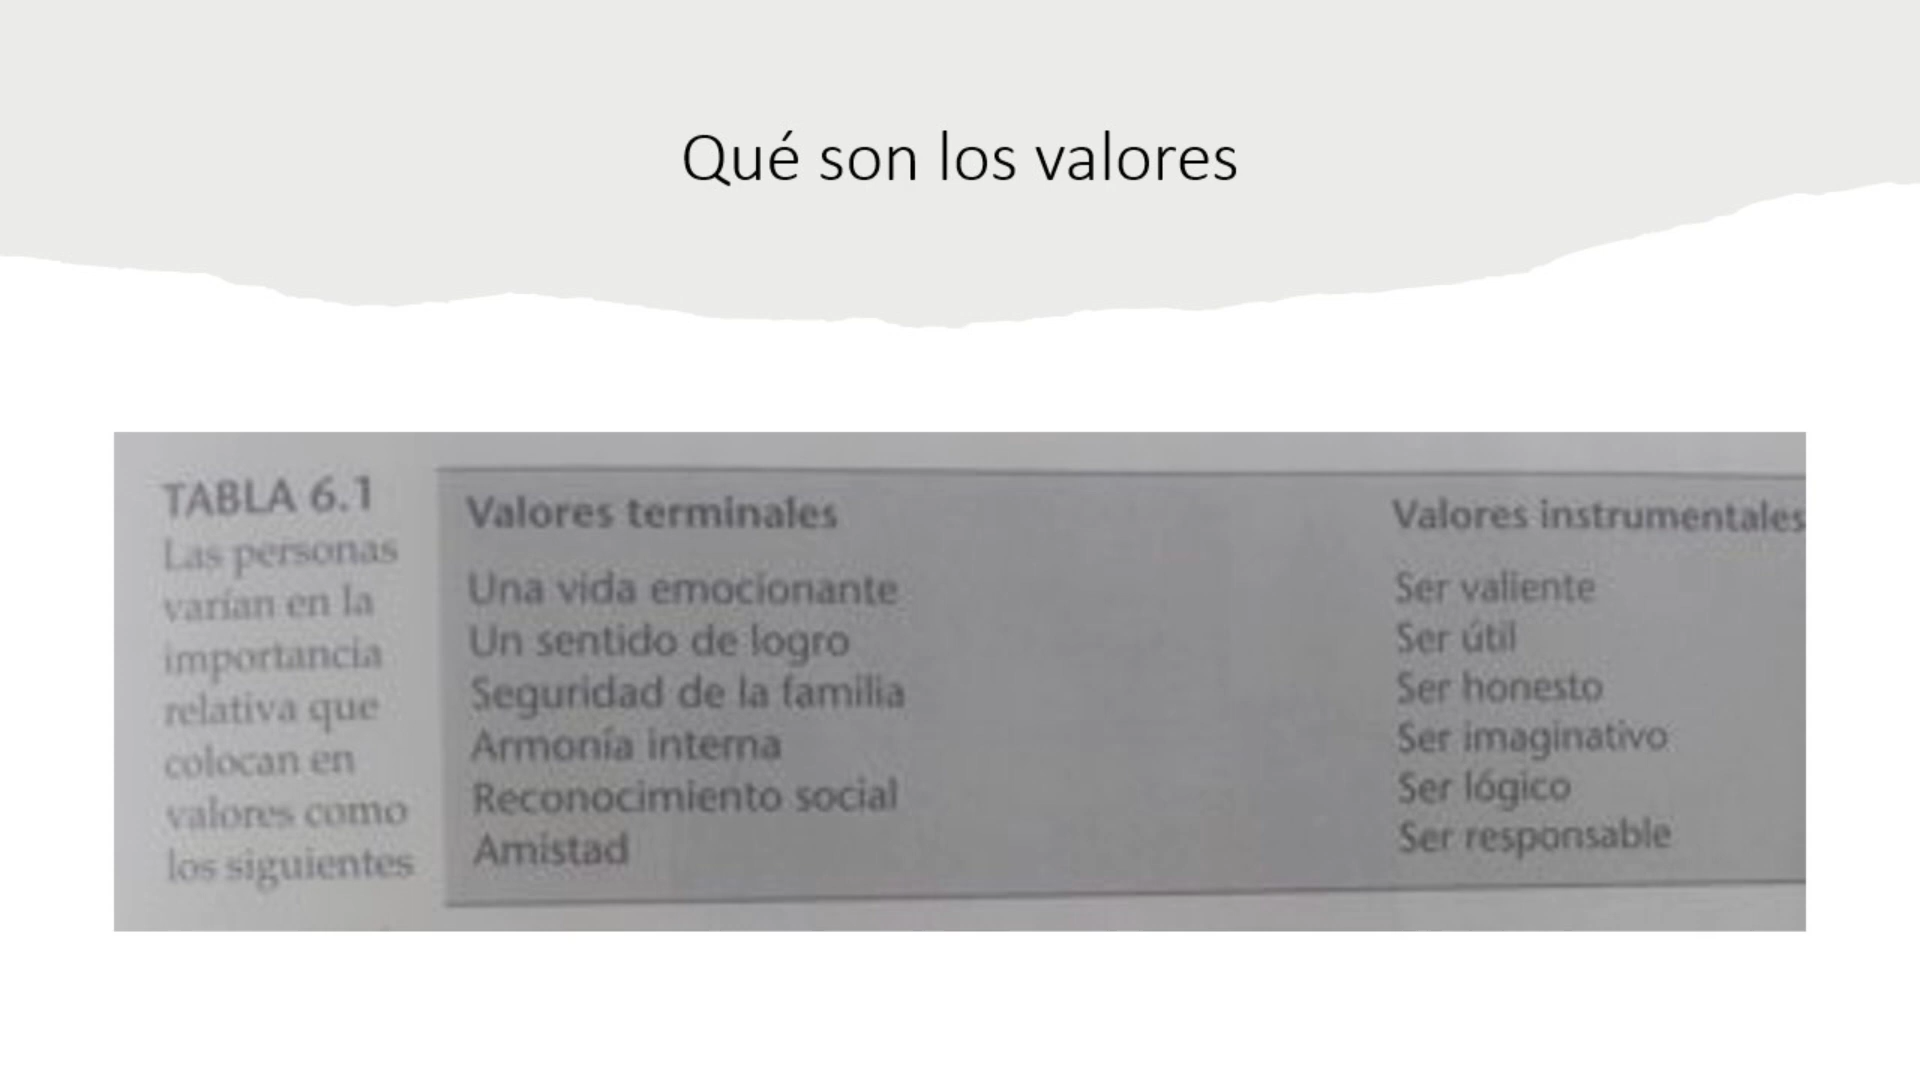 Qué son los valores
TABLA 6.1
Las personas
varían en la
importancia
relativa que
colocan en
valores como
los siguientes
Valores terminales
Una vida emocionante
Un sentido de logro
Seguridad de la familia
Armonía interna
Reconocimiento social
Amistad
Valores instrumentales
Ser valiente
Ser útil
Ser honesto
Ser imaginativo
Ser lógico
Ser responsable